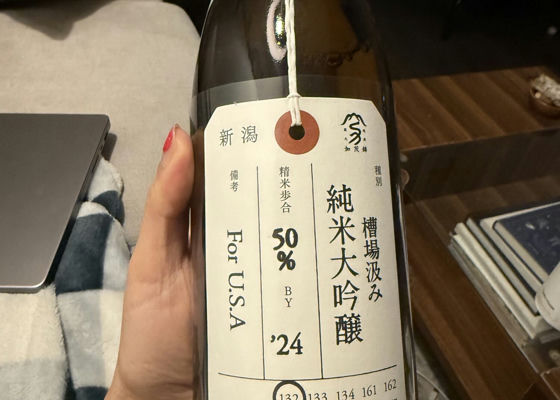 新潟
加茂錦
種別
槽場汲み
純米大吟醸
精米歩合
50%
BY
'24
備考
For U.S.A
132 133 134 161 162